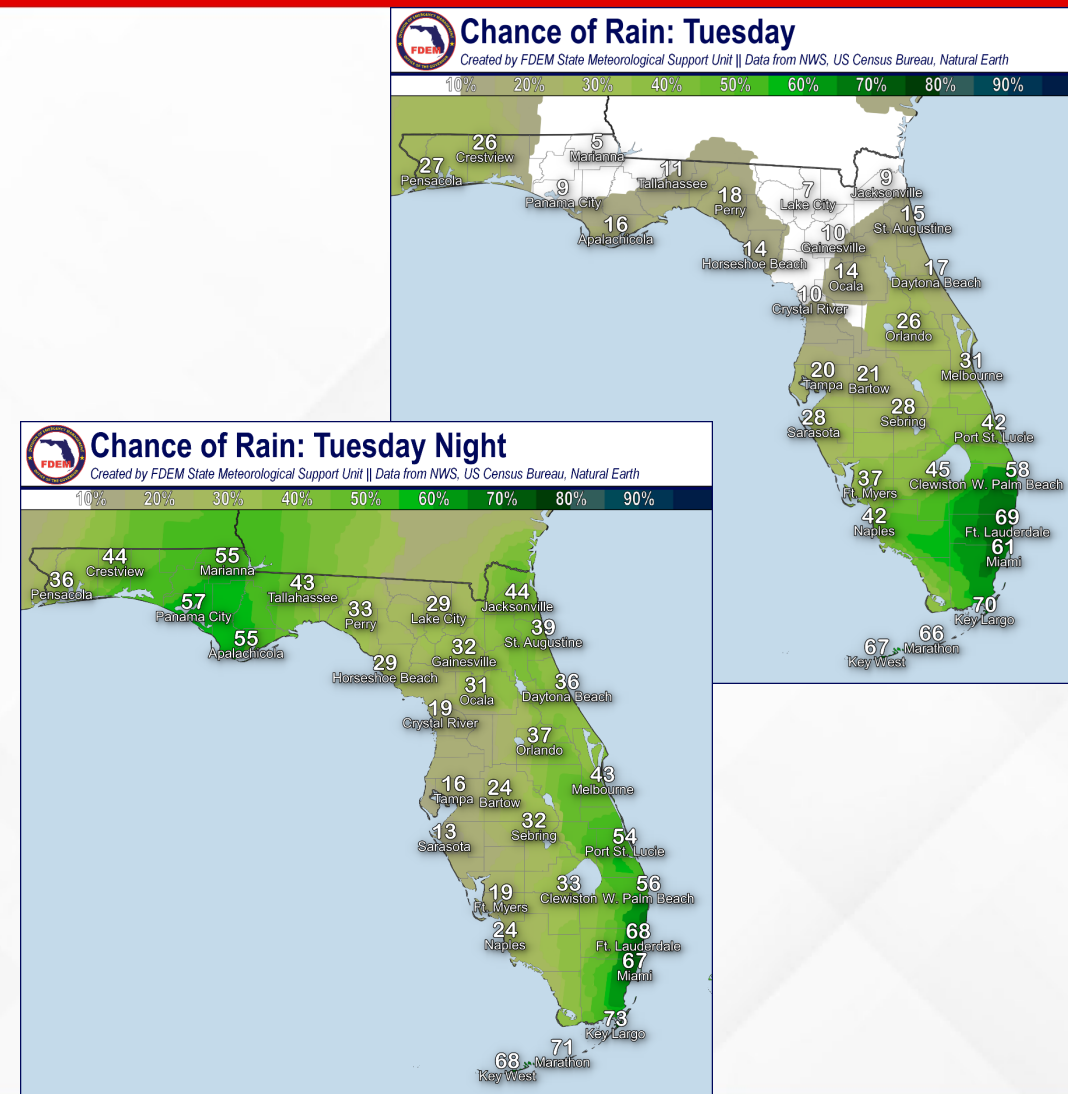 FDEM
Chance of Rain: Tuesday
Created by FDEM State Meteorological Support Unit || Data from NWS, US Census Bureau, Natural Earth
10% 20% 30% 40% 50% 60% 70% 80% 90%
26
Crestview
5
Marianna
27
Pensacola
11
Tallahassee
9
Panama City
18
Perry
7
Lake City
9
Jacksonville
16
Apalachicola
15
St. Augustine
10
Gainesville
14
Horseshoe Beach
14
Ocala
17
Daytona Beach
10
Crystal River
26
Orlando
31
Melbourne
20
Tampa
21
Bartow
28
Sarasota
28
Sebring
42
Port St. Lucie
37
Ft. Myers
45
Clewiston
58
W. Palm Beach
42
Naples
69
Ft. Lauderdale
61
Miami
70
Key Largo
66
Marathon
67
Key West
FDEM
Chance of Rain: Tuesday Night
Created by FDEM State Meteorological Support Unit || Data from NWS, US Census Bureau, Natural Earth
10% 20% 30% 40% 50% 60% 70% 80% 90%
44
Crestview
55
Marianna
36
Pensacola
43
Tallahassee
57
Panama City
33
Perry
29
Lake City
44
Jacksonville
55
Apalachicola
39
St. Augustine
32
Gainesville
29
Horseshoe Beach
31
Ocala
36
Daytona Beach
19
Crystal River
37
Orlando
43
Melbourne
16
Tampa
24
Bartow
13
Sarasota
32
Sebring
54
Port St. Lucie
19
Ft. Myers
33
Clewiston
56
W. Palm Beach
24
Naples
68
Ft. Lauderdale
67
Miami
73
Key Largo
71
Marathon
68
Key West